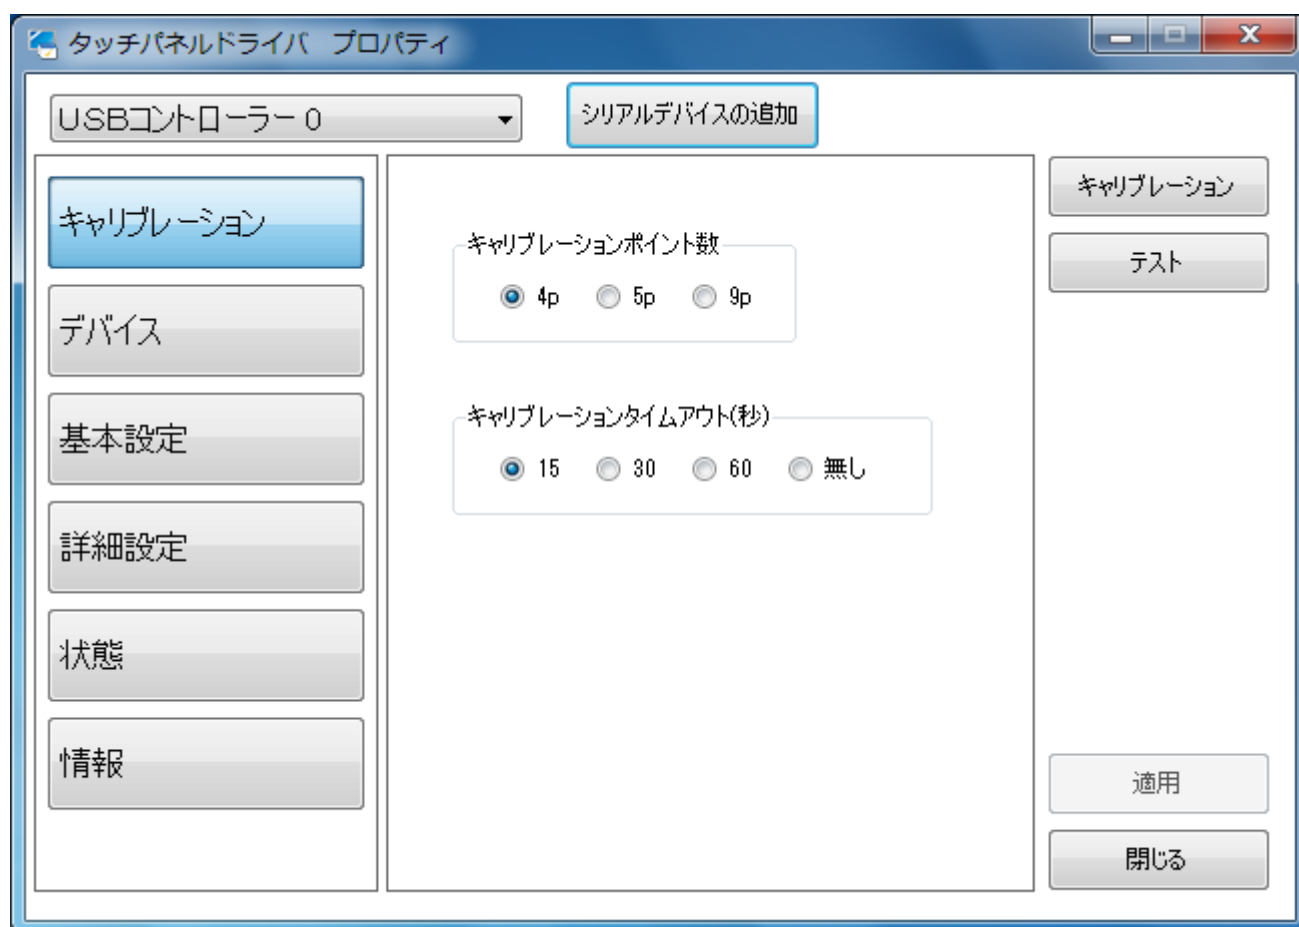 タッチパネルドライバ プロパティ
USBコントローラー 0
シリアルデバイスの追加
キャリブレーション
デバイス
基本設定
詳細設定
状態
情報
キャリブレーションポイント数
4p 5p 9p
キャリブレーションタイムアウト(秒)
15 30 60 無し
キャリブレーション
テスト
適用
閉じる